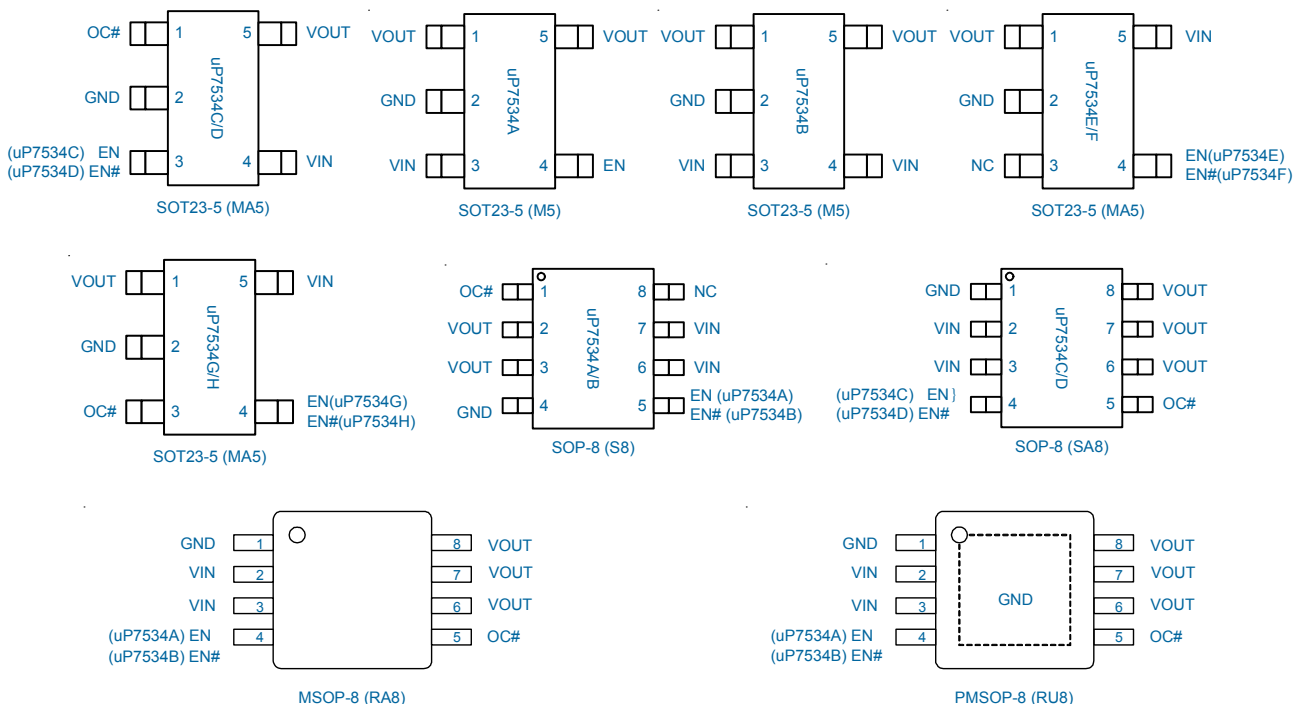 OC# 1 5 VOUT
GND 2
(uP7534C) EN
(uP7534D) EN# 3 4 VIN
uP7534C/D
SOT23-5 (MA5)
VOUT 1 5 VOUT
GND 2
VIN 3 4 EN
uP7534A
SOT23-5 (M5)
VOUT 1 5 VOUT
GND 2
VIN 3 4 VIN
uP7534B
SOT23-5 (M5)
VOUT 1 5 VIN
GND 2
NC 3 4 EN(uP7534E)
EN#(uP7534F)
uP7534E/F
SOT23-5 (MA5)
VOUT 1 5 VIN
GND 2
OC# 3 4 EN(uP7534G)
EN#(uP7534H)
uP7534G/H
SOT23-5 (MA5)
OC# 1 8 NC
VOUT 2 7 VIN
VOUT 3 6 VIN
GND 4 5 EN (uP7534A)
EN# (uP7534B)
uP7534A/B
SOP-8 (S8)
GND 1 8 VOUT
VIN 2 7 VOUT
VIN 3 6 VOUT
(uP7534C) EN }
(uP7534D) EN# 4 5 OC#
uP7534C/D
SOP-8 (SA8)
GND 1 8 VOUT
VIN 2 7 VOUT
VIN 3 6 VOUT
(uP7534A) EN 4 5 OC#
(uP7534B) EN#
MSOP-8 (RA8)
GND 1 8 VOUT
VIN 2 7 VOUT
VIN 3 6 VOUT
(uP7534A) EN 4 5 OC#
(uP7534B) EN#
GND
PMSOP-8 (RU8)